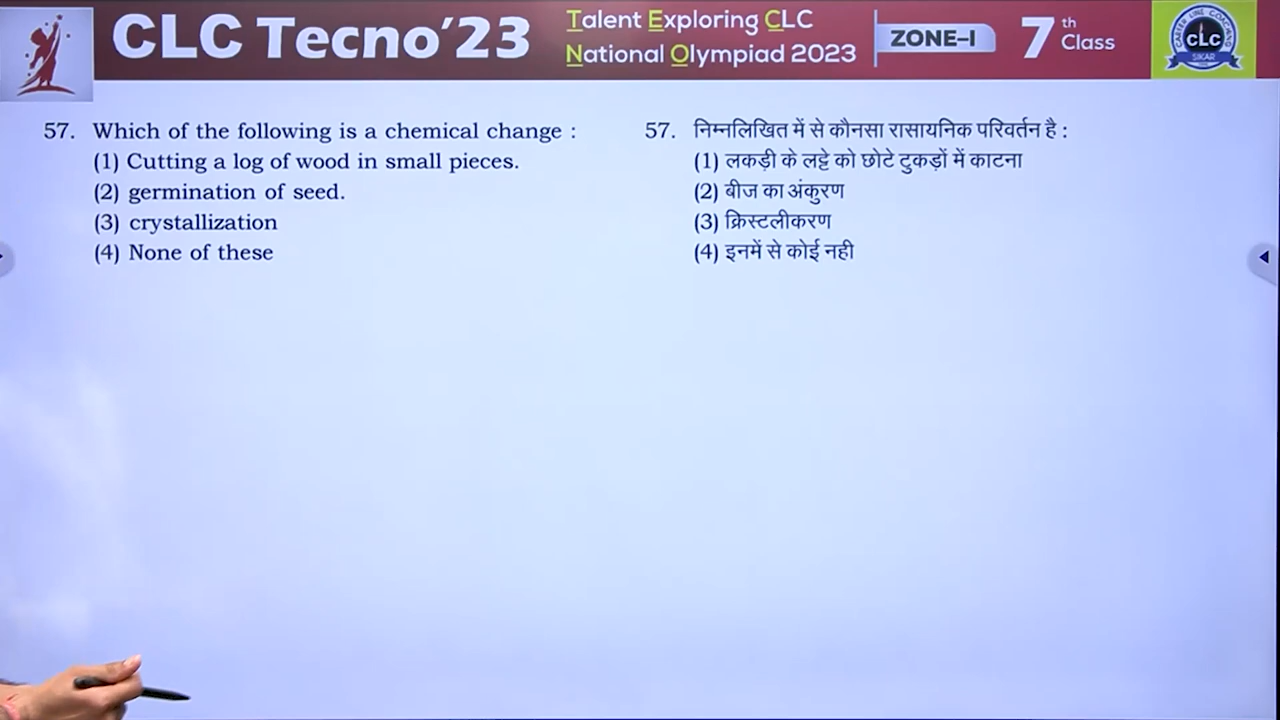 CLC Tecno'23
Talent Exploring CLC
National Olympiad 2023
ZONE–I
7th Class
CAREER LINE COACHING
CLC
SIKAR
57. Which of the following is a chemical change :
(1) Cutting a log of wood in small pieces.
(2) germination of seed.
(3) crystallization
(4) None of these
57. निम्नलिखित में से कौनसा रासायनिक परिवर्तन है :
(1) लकड़ी के लट्टे को छोटे टुकड़ों में काटना
(2) बीज का अंकुरण
(3) क्रिस्टलीकरण
(4) इनमें से कोई नही